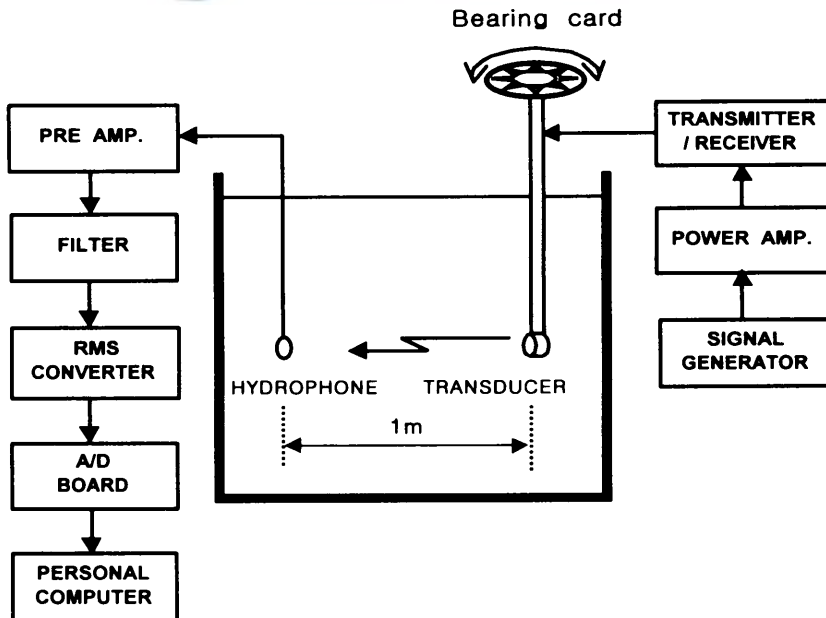 Bearing card
PRE AMP.
FILTER
RMS
CONVERTER
A/D
BOARD
PERSONAL
COMPUTER
HYDROPHONE
TRANSDUCER
1m
TRANSMITTER
/ RECEIVER
POWER AMP.
SIGNAL
GENERATOR